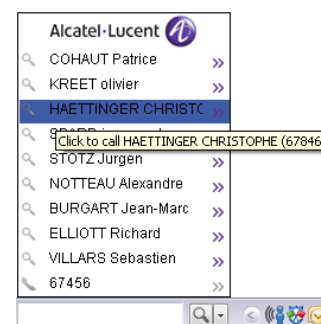 Alcatel·Lucent
COHAUT Patrice
KREET olivier
HAETTINGER CHRISTC
Click to call HAETTINGER CHRISTOPHE (67846
STOTZ Jurgen
NOTTEAU Alexandre
BURGART Jean-Marc
ELLIOTT Richard
VILLARS Sebastien
67456